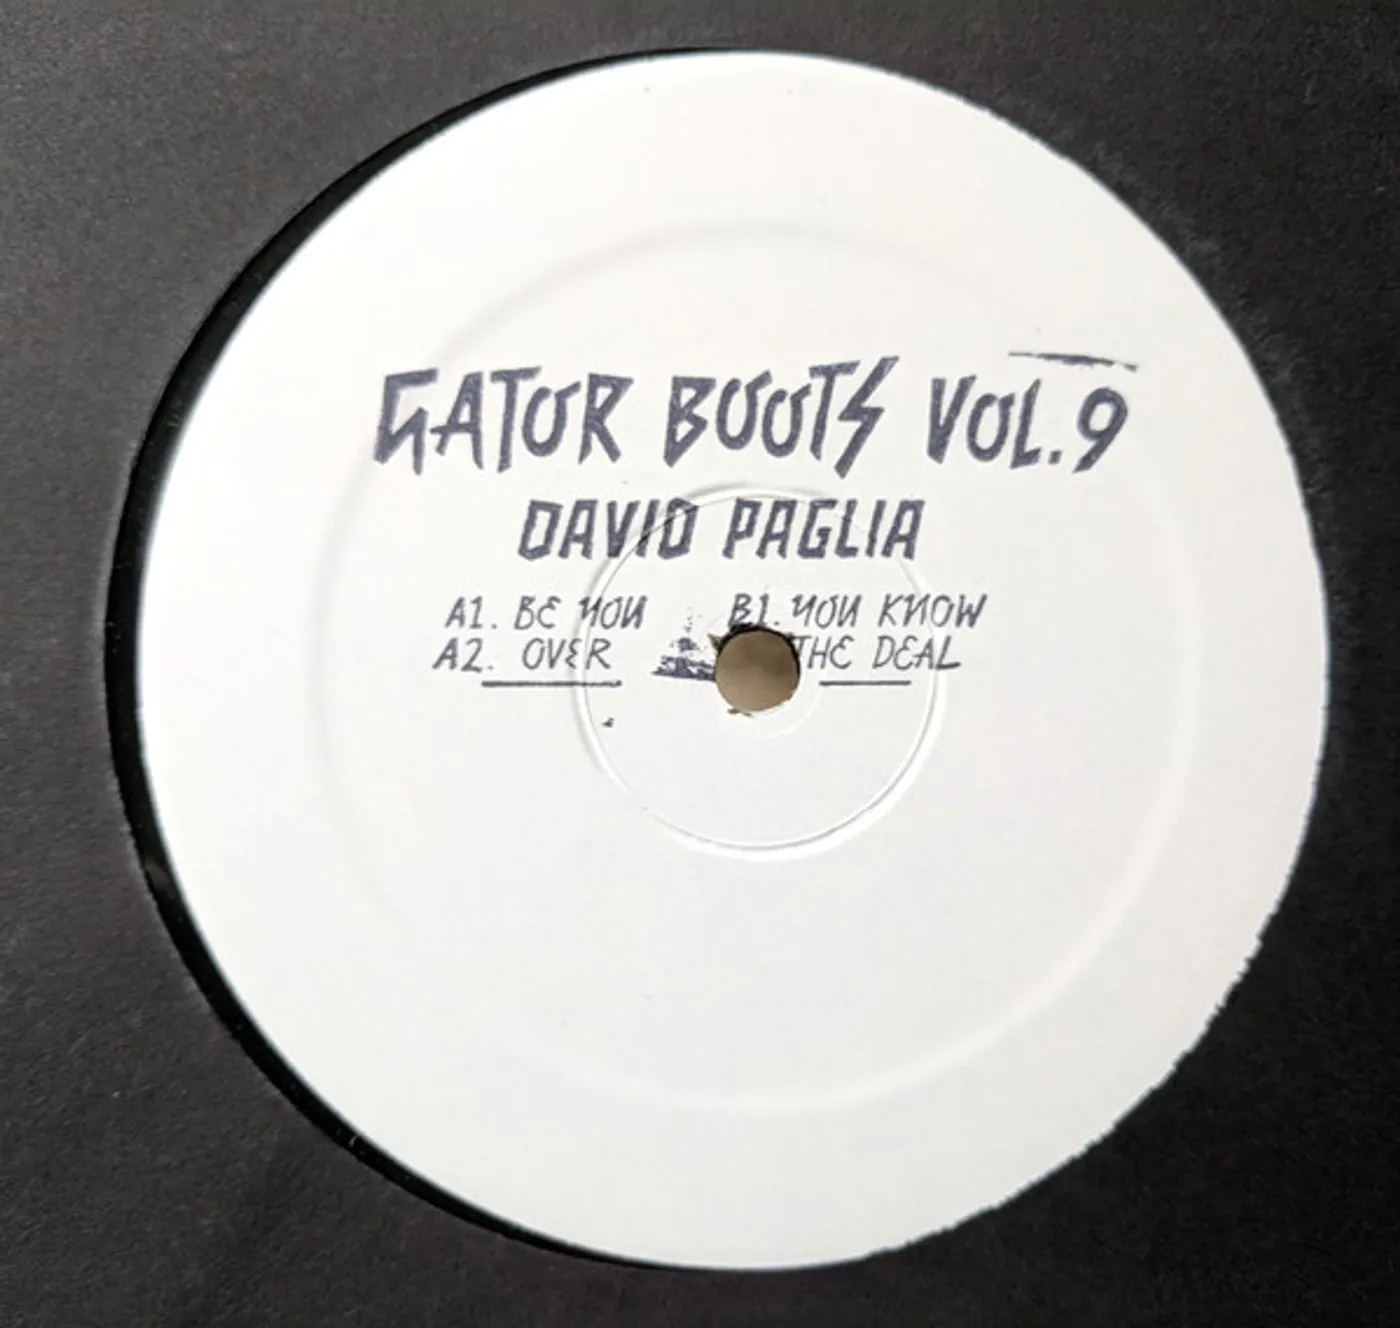 GATOR BOOTS VOL.9
DAVID PAGLIA
A1. BE YOU B1. YOU KNOW
A2. OVER THE DEAL